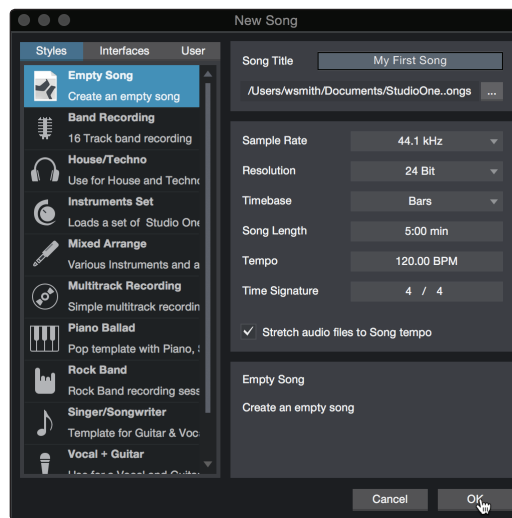 New Song
Styles Interfaces User
Empty Song
Create an empty song
Band Recording
16 Track band recording
House/Techno
Use for House and Techno
Instruments Set
Loads a set of Studio One
Mixed Arrange
Various Instruments and a
Multitrack Recording
Simple multitrack recordin
Piano Ballad
Pop template with Piano,
Rock Band
Rock Band recording sess
Singer/Songwriter
Template for Guitar & Voc
Vocal + Guitar
Song Title My First Song
/Users/wsmith/Documents/StudioOne..ongs ...
Sample Rate 44.1 kHz
Resolution 24 Bit
Timebase Bars
Song Length 5:00 min
Tempo 120.00 BPM
Time Signature 4 / 4
Stretch audio files to Song tempo
Empty Song
Create an empty song
Cancel OK